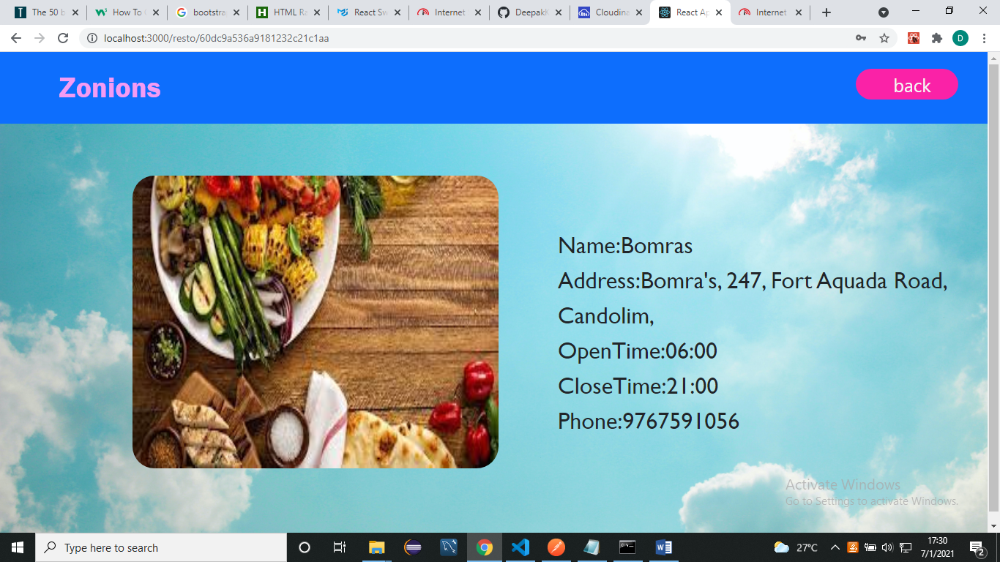 The 50 b
How To
bootstra
HTML
React Sw
Internet
Deepak
Cloudina
React Ap
Internet
localhost:3000/resto/60dc9a536a9181232c21c1aa
D
Zonions
back
Name:Bomras
Address:Bomra's, 247, Fort Aquada Road,
Candolim,
OpenTime:06:00
CloseTime:21:00
Phone:9767591056
Activate Windows
Go to Settings to activate Windows.
Type here to search
27°C
17:30
7/1/2021
2